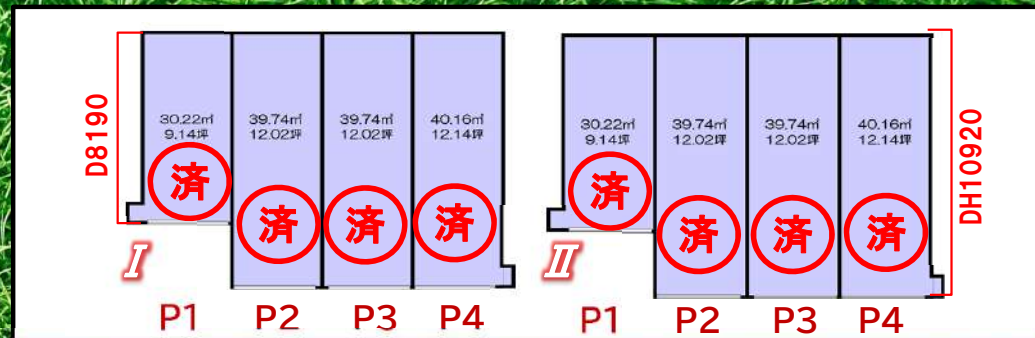 30.22㎡
9.14坪
39.74㎡
12.02坪
39.74㎡
12.02坪
40.16㎡
12.14坪
D8190
済
済
済
済
I
P1
P2
P3
P4
30.22㎡
9.14坪
39.74㎡
12.02坪
39.74㎡
12.02坪
40.16㎡
12.14坪
DH10920
済
済
済
済
II
P1
P2
P3
P4